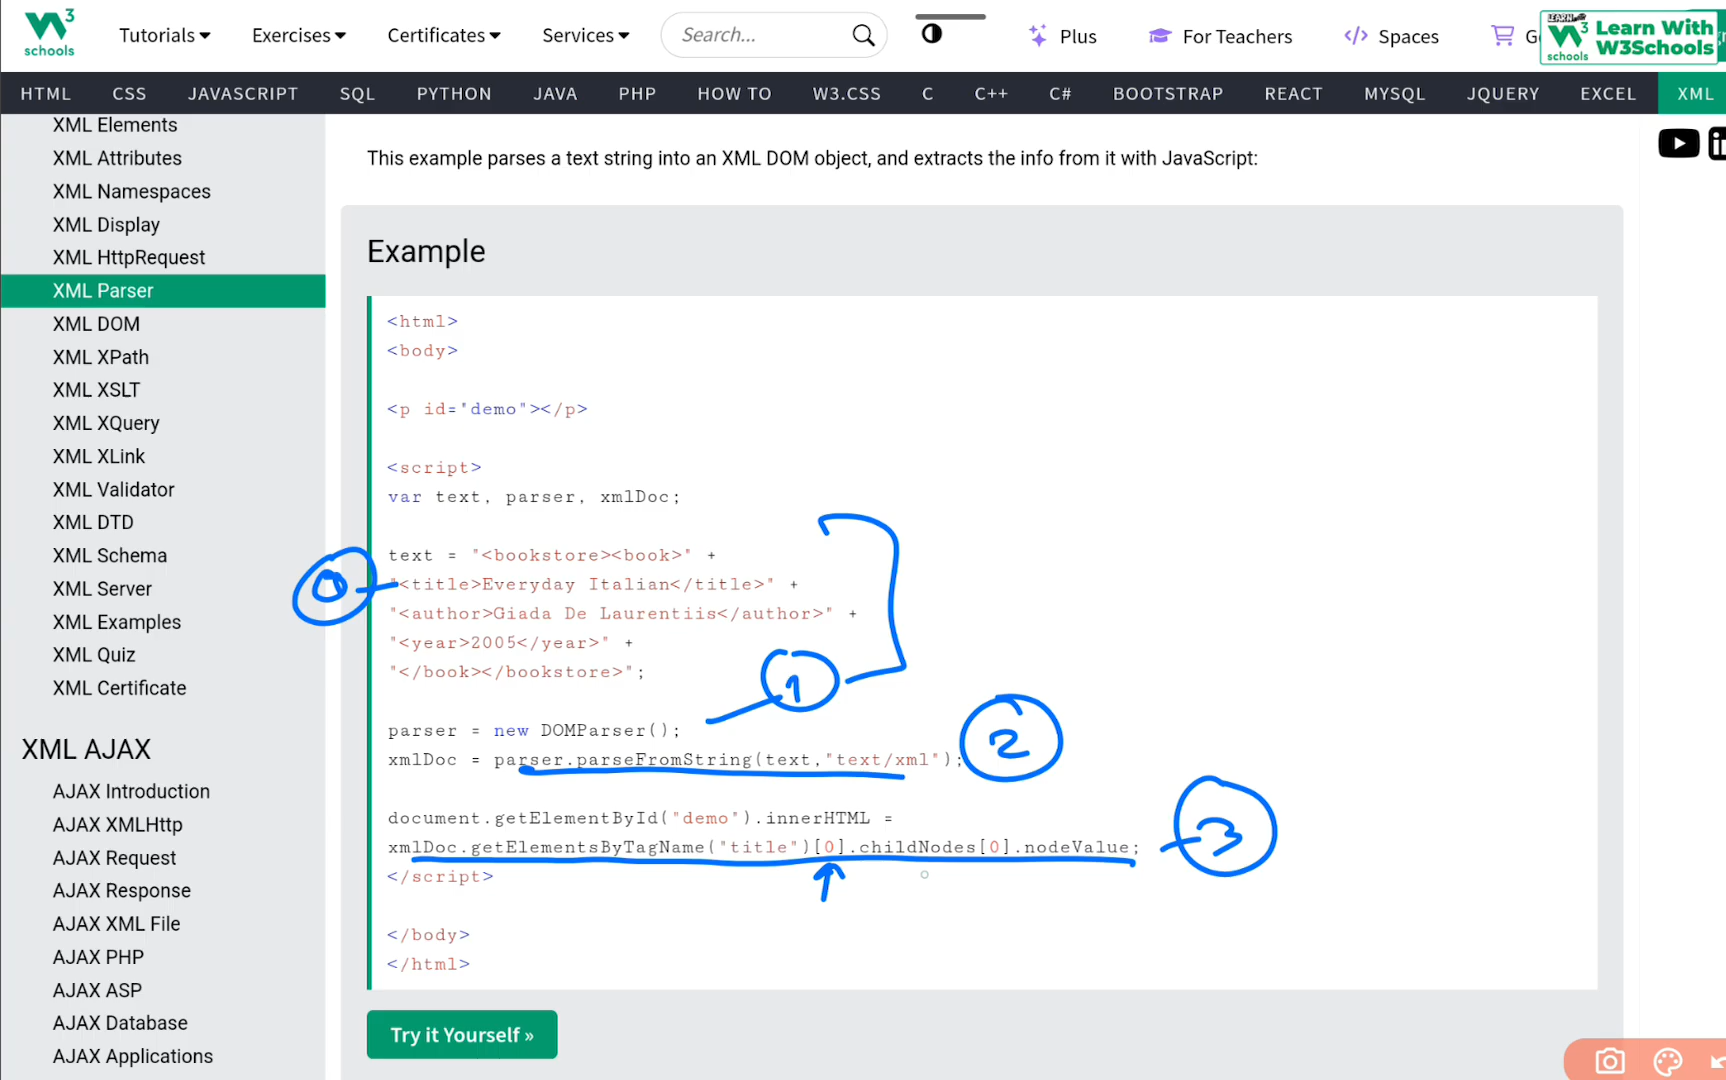 W3
schools
Tutorials
Exercises
Certificates
Services
Search...
Plus
For Teachers
Spaces
LEARN
W3
schools
Learn With
W3Schools
HTML CSS JAVASCRIPT SQL PYTHON JAVA PHP HOW TO W3.CSS C C++ C# BOOTSTRAP REACT MYSQL JQUERY EXCEL XML
XML Elements
XML Attributes
XML Namespaces
XML Display
XML HttpRequest
XML Parser
XML DOM
XML XPath
XML XSLT
XML XQuery
XML XLink
XML Validator
XML DTD
XML Schema
XML Server
XML Examples
XML Quiz
XML Certificate
XML AJAX
AJAX Introduction
AJAX XMLHttp
AJAX Request
AJAX Response
AJAX XML File
AJAX PHP
AJAX ASP
AJAX Database
AJAX Applications
This example parses a text string into an XML DOM object, and extracts the info from it with JavaScript:
Example
<html>
<body>
<p id="demo"></p>
<script>
var text, parser, xmlDoc;
text = "<bookstore><book>" +
"<title>Everyday Italian</title>" +
"<author>Giada De Laurentiis</author>" +
"<year>2005</year>" +
"</book></bookstore>";
parser = new DOMParser();
xmlDoc = parser.parseFromString(text,"text/xml");
document.getElementById("demo").innerHTML =
xmlDoc.getElementsByTagName("title")[0].childNodes[0].nodeValue;
</script>
</body>
</html>
0
1
2
3
Try it Yourself »